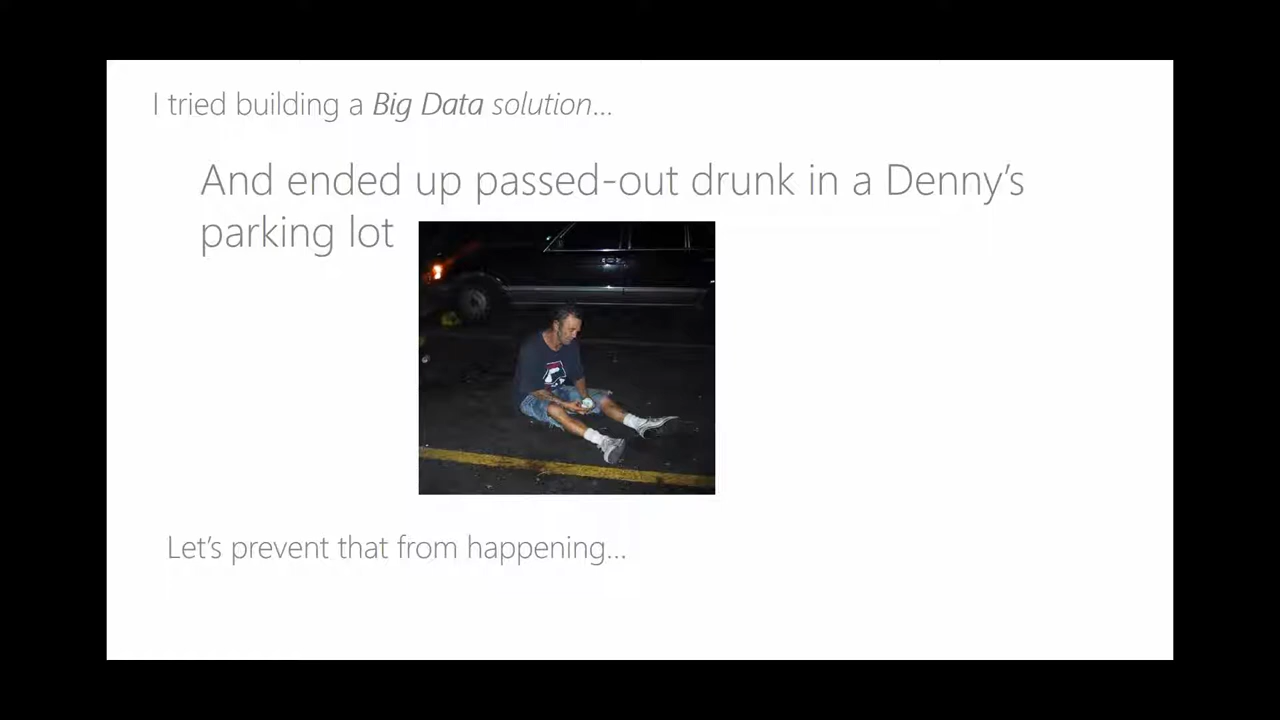 I tried building a Big Data solution...
And ended up passed-out drunk in a Denny’s
parking lot
Let’s prevent that from happening...